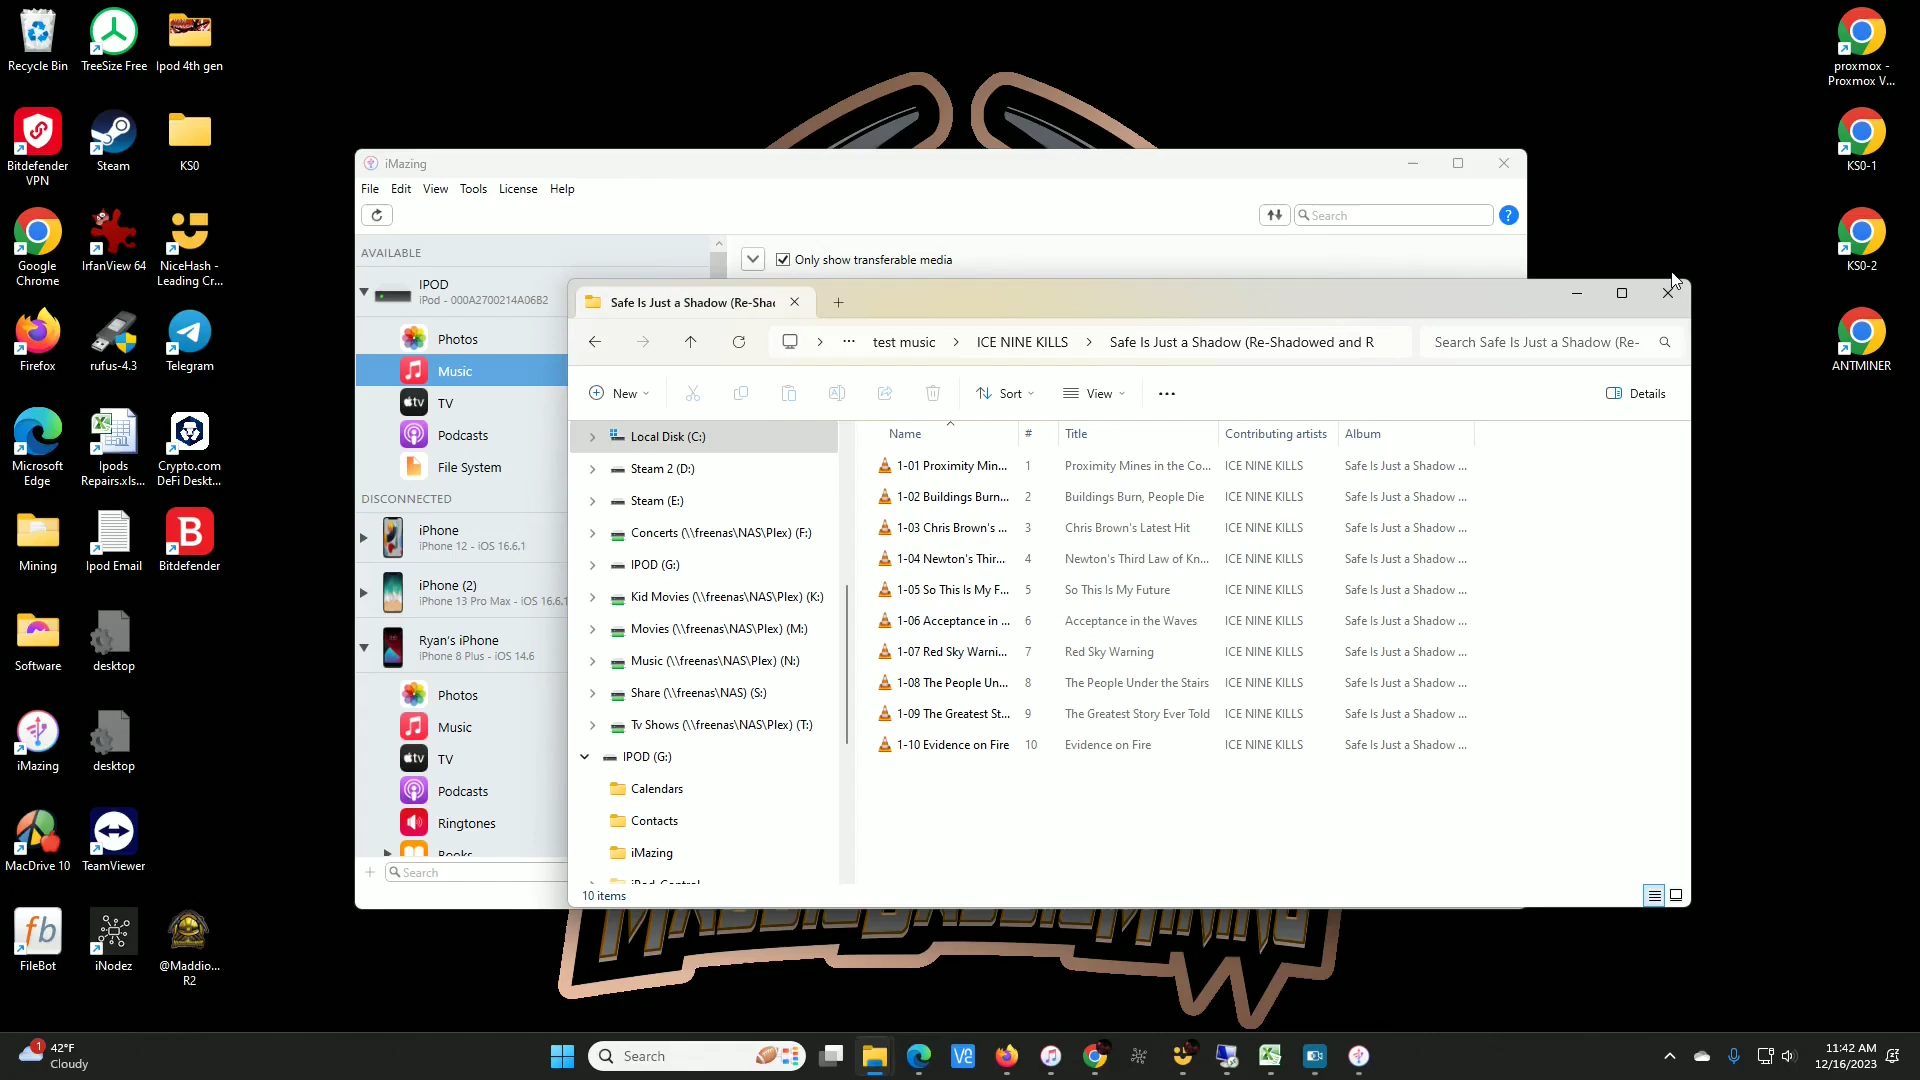 Recycle Bin
TreeSize Free
Ipod 4th gen
Bitdefender
VPN
Steam
KS0
Google
Chrome
IrfanView 64
NiceHash -
Leading Cr...
Firefox
rufus-4.3
Telegram
Microsoft
Edge
Ipods
Repairs.xls...
Crypto.com
DeFi Deskt...
Mining
Ipod Email
Bitdefender
Software
desktop
iMazing
desktop
MacDrive 10
TeamViewer
FileBot
iNodez
@Maddio...
R2
proxmox -
Proxmox V...
KS0-1
KS0-2
ANTMINER
iMazing
File Edit View Tools License Help
Search
?
AVAILABLE
Only show transferable media
IPOD
iPod - 000A2700214A06B2
Photos
Music
TV
Podcasts
File System
DISCONNECTED
iPhone
iPhone 12 - iOS 16.6.1
iPhone (2)
iPhone 13 Pro Max - iOS 16.6.1
Ryan's iPhone
iPhone 8 Plus - iOS 14.6
Photos
Music
TV
Podcasts
Ringtones
Books
Search
Safe Is Just a Shadow (Re-Shad
test music > ICE NINE KILLS > Safe Is Just a Shadow (Re-Shadowed and R
Search Safe Is Just a Shadow (Re-
New Sort View ... Details
Local Disk (C:)
Steam 2 (D:)
Steam (E:)
Concerts (\\freenas\NAS\Plex) (F:)
IPOD (G:)
Kid Movies (\\freenas\NAS\Plex) (K:)
Movies (\\freenas\NAS\Plex) (M:)
Music (\\freenas\NAS\Plex) (N:)
Share (\\freenas\NAS) (S:)
Tv Shows (\\freenas\NAS\Plex) (T:)
IPOD (G:)
Calendars
Contacts
iMazing
iPod_Control
Name # Title Contributing artists Album
1-01 Proximity Min... 1 Proximity Mines in the Co... ICE NINE KILLS Safe Is Just a Shadow ...
1-02 Buildings Burn... 2 Buildings Burn, People Die ICE NINE KILLS Safe Is Just a Shadow ...
1-03 Chris Brown's ... 3 Chris Brown's Latest Hit ICE NINE KILLS Safe Is Just a Shadow ...
1-04 Newton's Thir... 4 Newton's Third Law of Kn... ICE NINE KILLS Safe Is Just a Shadow ...
1-05 So This Is My F... 5 So This Is My Future ICE NINE KILLS Safe Is Just a Shadow ...
1-06 Acceptance in ... 6 Acceptance in the Waves ICE NINE KILLS Safe Is Just a Shadow ...
1-07 Red Sky Warni... 7 Red Sky Warning ICE NINE KILLS Safe Is Just a Shadow ...
1-08 The People Un... 8 The People Under the Stairs ICE NINE KILLS Safe Is Just a Shadow ...
1-09 The Greatest St... 9 The Greatest Story Ever Told ICE NINE KILLS Safe Is Just a Shadow ...
1-10 Evidence on Fire 10 Evidence on Fire ICE NINE KILLS Safe Is Just a Shadow ...
10 items
1
42°F
Cloudy
Search
11:42 AM
12/16/2023